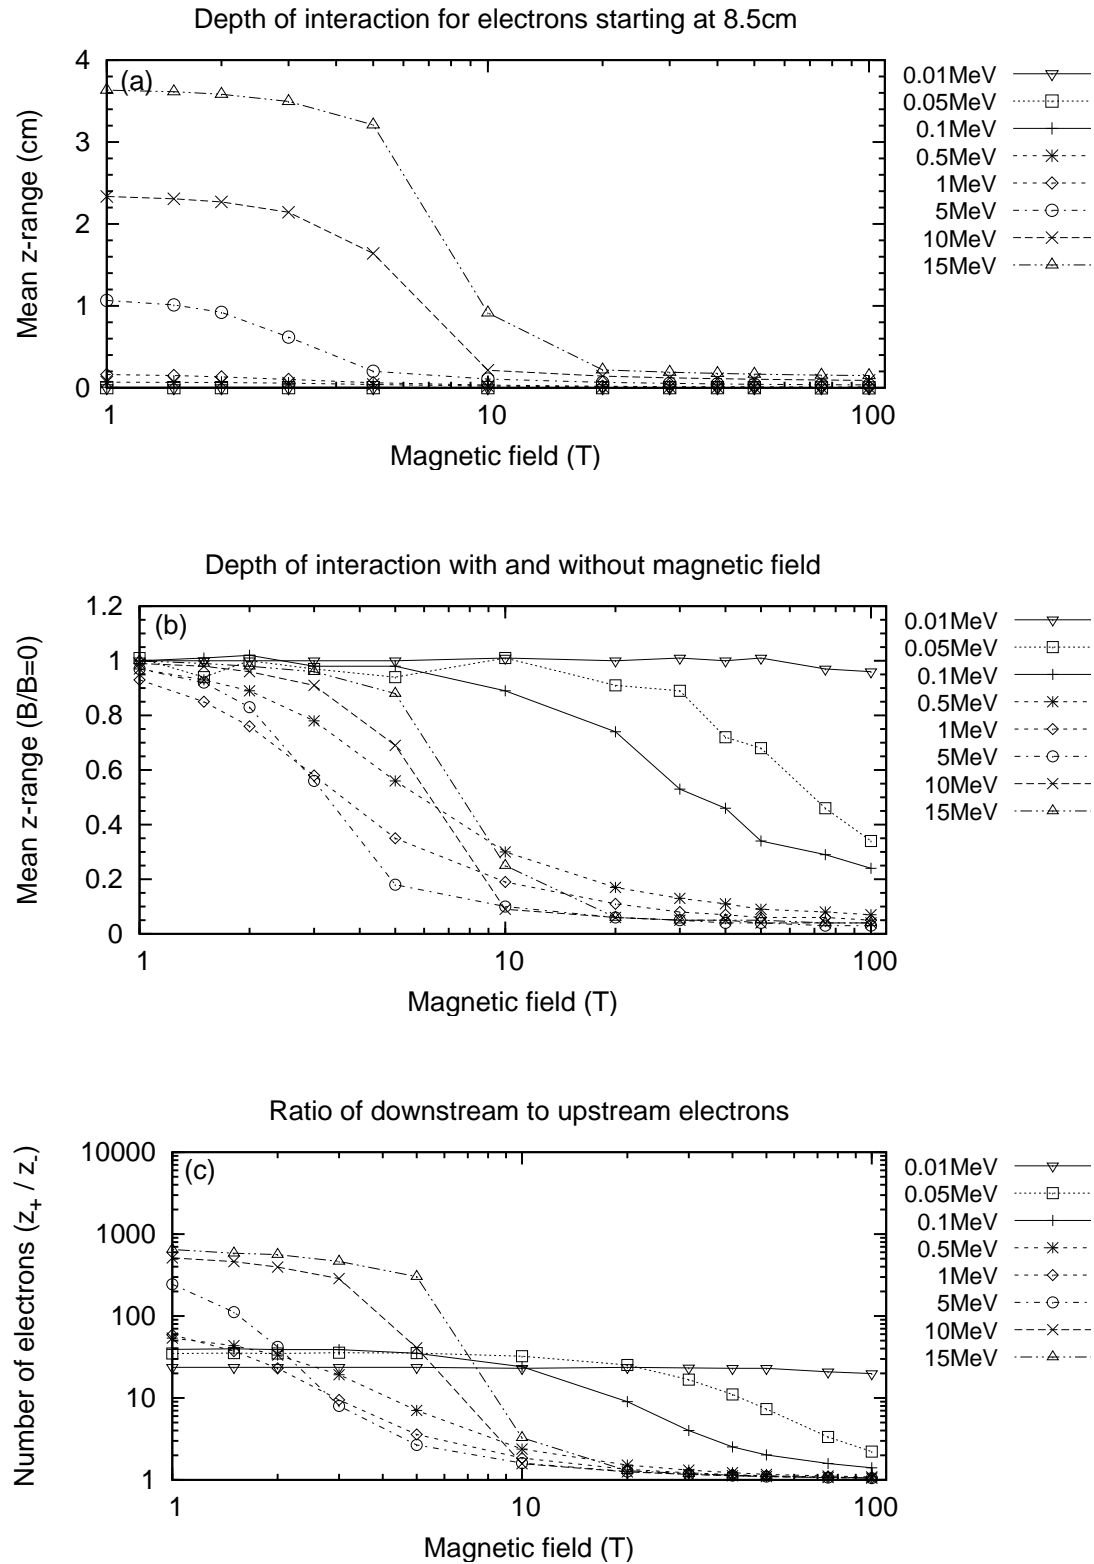 Depth of interaction for electrons starting at 8.5cm
(a)
Mean z-range (cm)
4
3
2
1
0
1
10
100
Magnetic field (T)
0.01MeV
0.05MeV
0.1MeV
0.5MeV
1MeV
5MeV
10MeV
15MeV
Depth of interaction with and without magnetic field
(b)
Mean z-range (B/B=0)
1.2
1
0.8
0.6
0.4
0.2
0
1
10
100
Magnetic field (T)
0.01MeV
0.05MeV
0.1MeV
0.5MeV
1MeV
5MeV
10MeV
15MeV
Ratio of downstream to upstream electrons
(c)
Number of electrons (z+ / z-)
10000
1000
100
10
1
1
10
100
Magnetic field (T)
0.01MeV
0.05MeV
0.1MeV
0.5MeV
1MeV
5MeV
10MeV
15MeV